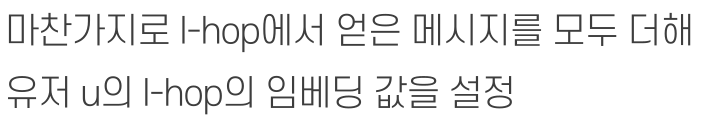 마찬가지로 l-hop에서 얻은 메시지를 모두 더해
유저 u의 l-hop의 임베딩 값을 설정